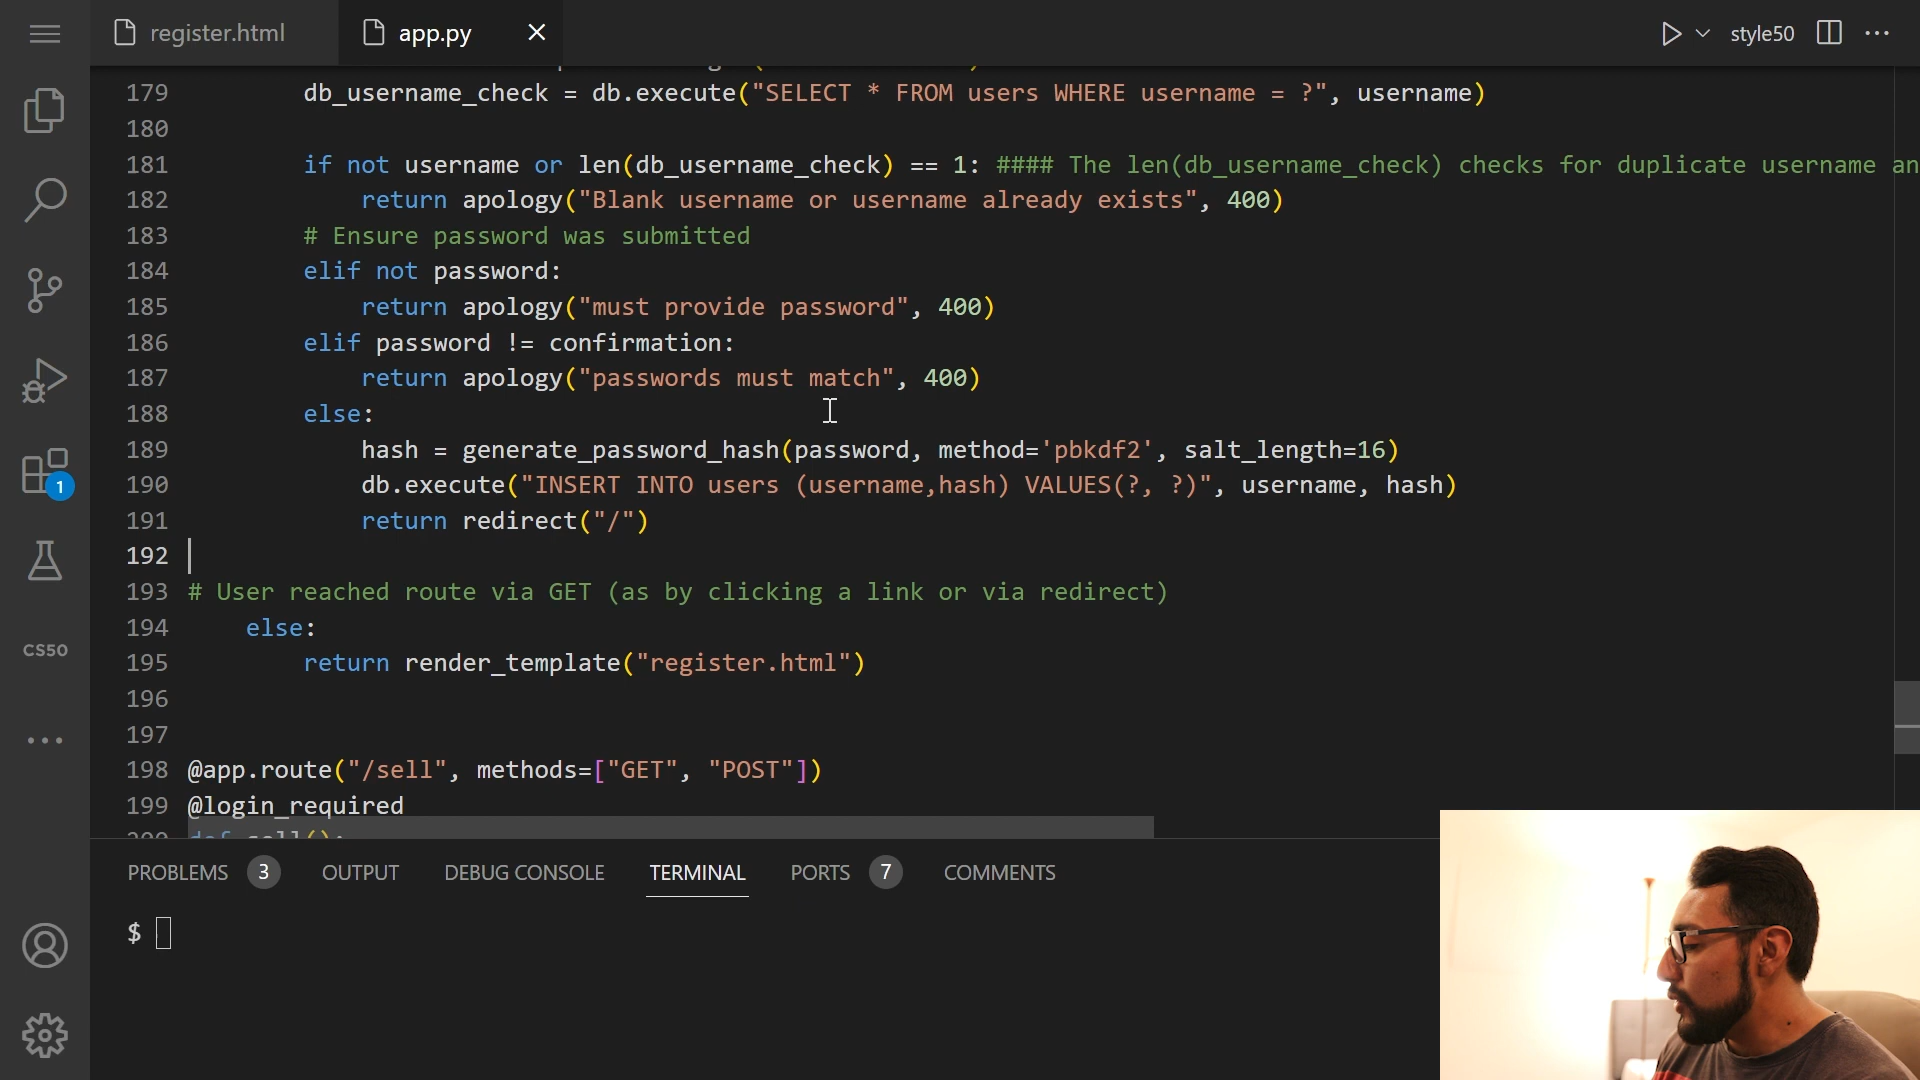 register.html
app.py
style50
179 db_username_check = db.execute("SELECT * FROM users WHERE username = ?", username)
180
181 if not username or len(db_username_check) == 1: #### The len(db_username_check) checks for duplicate username an
182 return apology("Blank username or username already exists", 400)
183 # Ensure password was submitted
184 elif not password:
185 return apology("must provide password", 400)
186 elif password != confirmation:
187 return apology("passwords must match", 400)
188 else:
189 hash = generate_password_hash(password, method='pbkdf2', salt_length=16)
190 db.execute("INSERT INTO users (username,hash) VALUES(?, ?)", username, hash)
191 return redirect("/")
192
193 # User reached route via GET (as by clicking a link or via redirect)
194 else:
195 return render_template("register.html")
196
197
198 @app.route("/sell", methods=["GET", "POST"])
199 @login_required
200 def sell():
1
CS50
PROBLEMS 3 OUTPUT DEBUG CONSOLE TERMINAL PORTS 7 COMMENTS
$